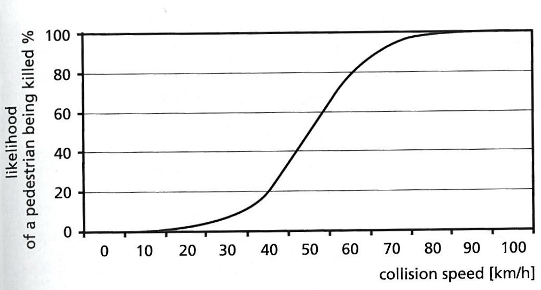 likelihood
of a pedestrian being killed %
100
80
60
40
20
0
0 10 20 30 40 50 60 70 80 90 100
collision speed [km/h]